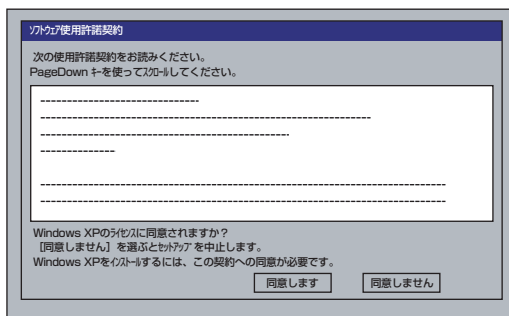 ソフトウェア使用許諾契約
次の使用許諾契約をお読みください。
PageDown キーを使ってスクロールしてください。
Windows XPのライセンスに同意されますか？
［同意しません］を選ぶとセットアップを中止します。
Windows XPをインストールするには、この契約への同意が必要です。
同意します 同意しません